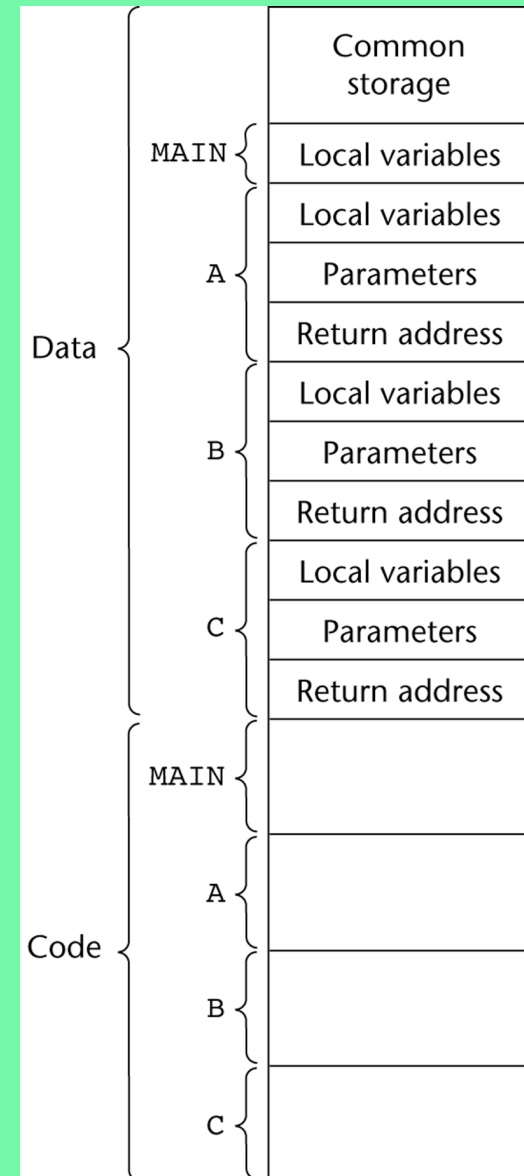 Common
storage
MAIN
Local variables
Local variables
A
Parameters
Return address
Data
Local variables
B
Parameters
Return address
Local variables
C
Parameters
Return address
MAIN
A
Code
B
C